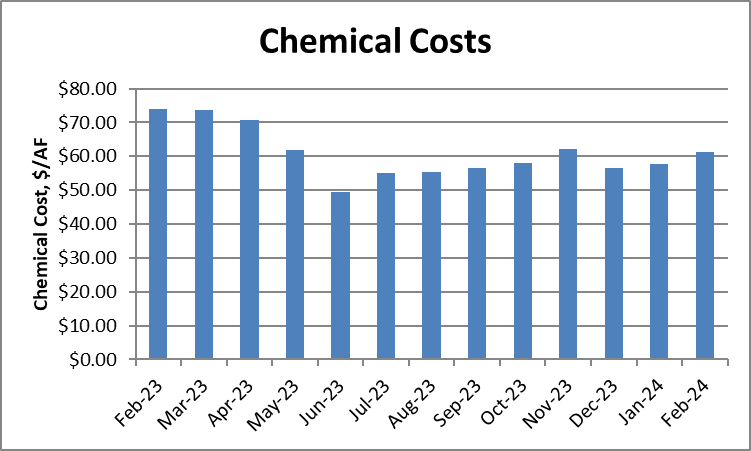 Chemical Costs
Chemical Cost, $/AF
$80.00
$70.00
$60.00
$50.00
$40.00
$30.00
$20.00
$10.00
$0.00
Feb-23
Mar-23
Apr-23
May-23
Jun-23
Jul-23
Aug-23
Sep-23
Oct-23
Nov-23
Dec-23
Jan-24
Feb-24